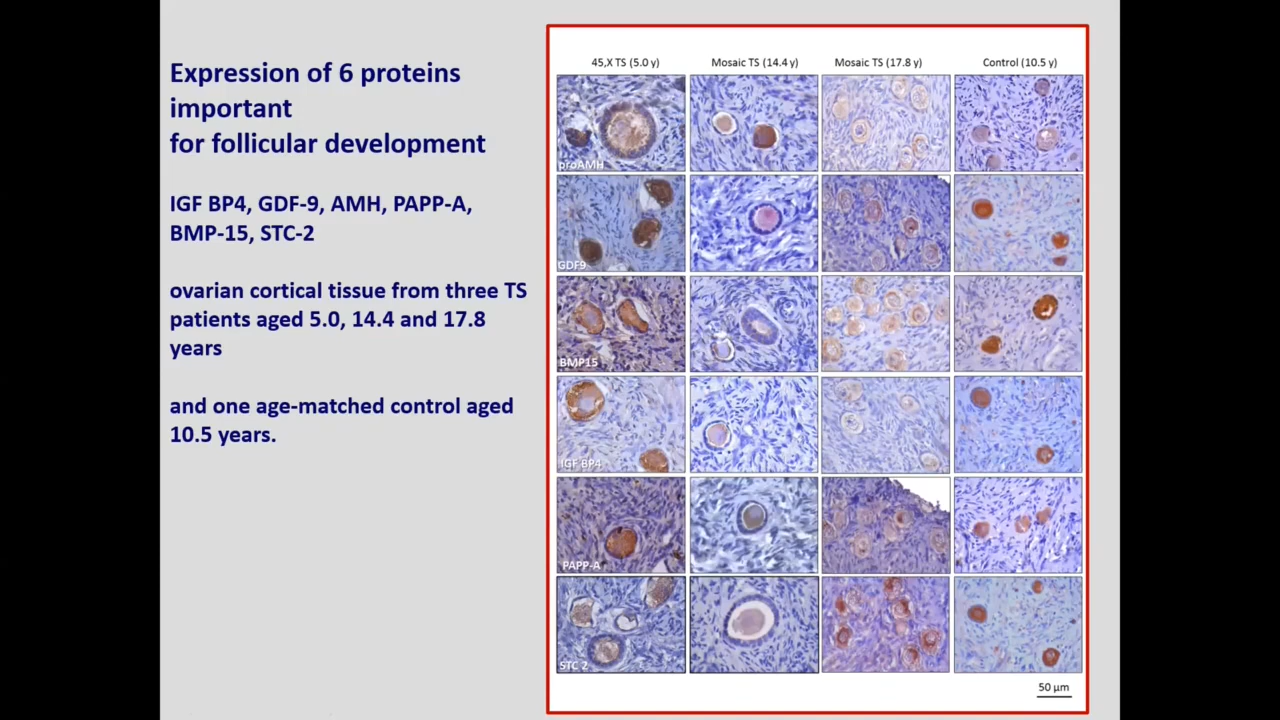 Expression of 6 proteins
important
for follicular development
IGF BP4, GDF-9, AMH, PAPP-A,
BMP-15, STC-2
ovarian cortical tissue from three TS
patients aged 5.0, 14.4 and 17.8
years
and one age-matched control aged
10.5 years.
45,X TS (5.0 y) Mosaic TS (14.4 y) Mosaic TS (17.8 y) Control (10.5 y)
proAMH
GDF9
BMP15
IGF BP4
PAPP-A
STC 2
50 µm